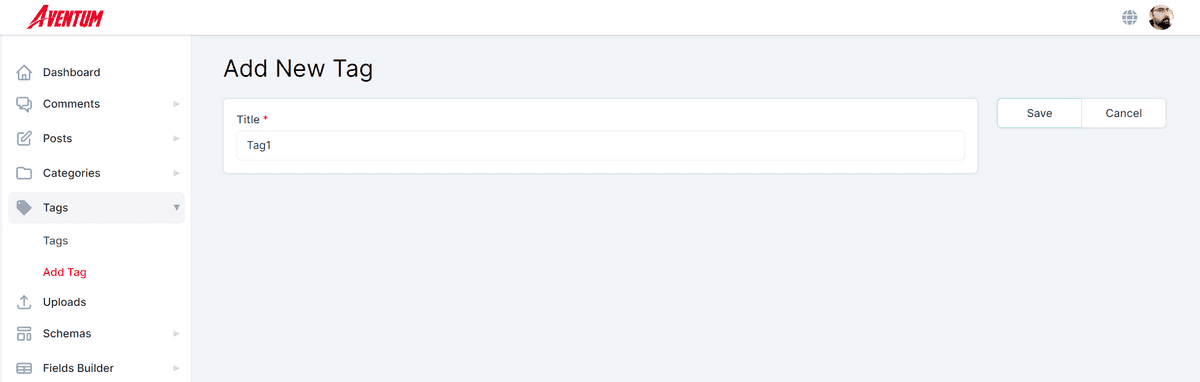 AVENTUM
Dashboard
Comments
Posts
Categories
Tags
Tags
Add Tag
Uploads
Schemas
Fields Builder
Add New Tag
Title *
Tag1
Save
Cancel